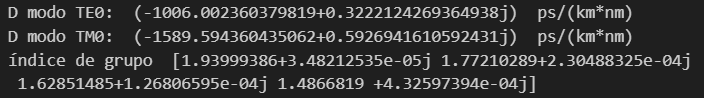 D modo TE0:  (-1006.002360379819+0.3222124269364938j)  ps/(km*nm)
D modo TM0:  (-1589.594360435062+0.5926941610592431j)  ps/(km*nm)
índice de grupo  [1.93999386+3.48212535e-05j 1.77210289+2.30488325e-04j
 1.62851485+1.26806595e-04j 1.4866819 +4.32597394e-04j]